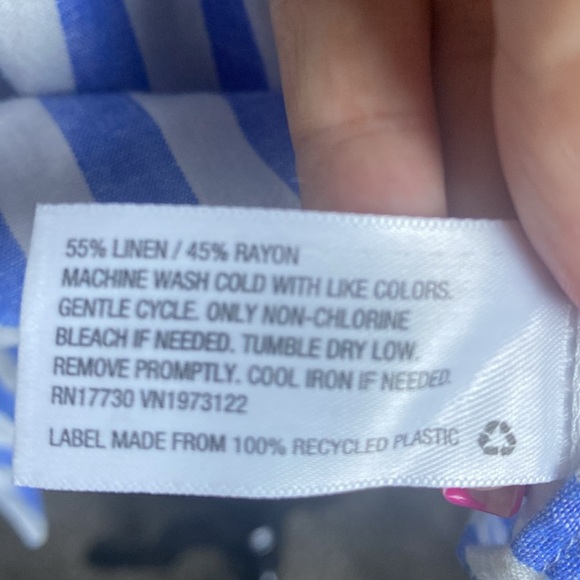 55% LINEN / 45% RAYON
MACHINE WASH COLD WITH LIKE COLORS.
GENTLE CYCLE. ONLY NON-CHLORINE
BLEACH IF NEEDED. TUMBLE DRY LOW.
REMOVE PROMPTLY. COOL IRON IF NEEDED.
RN17730 VN1973122
LABEL MADE FROM 100% RECYCLED PLASTIC